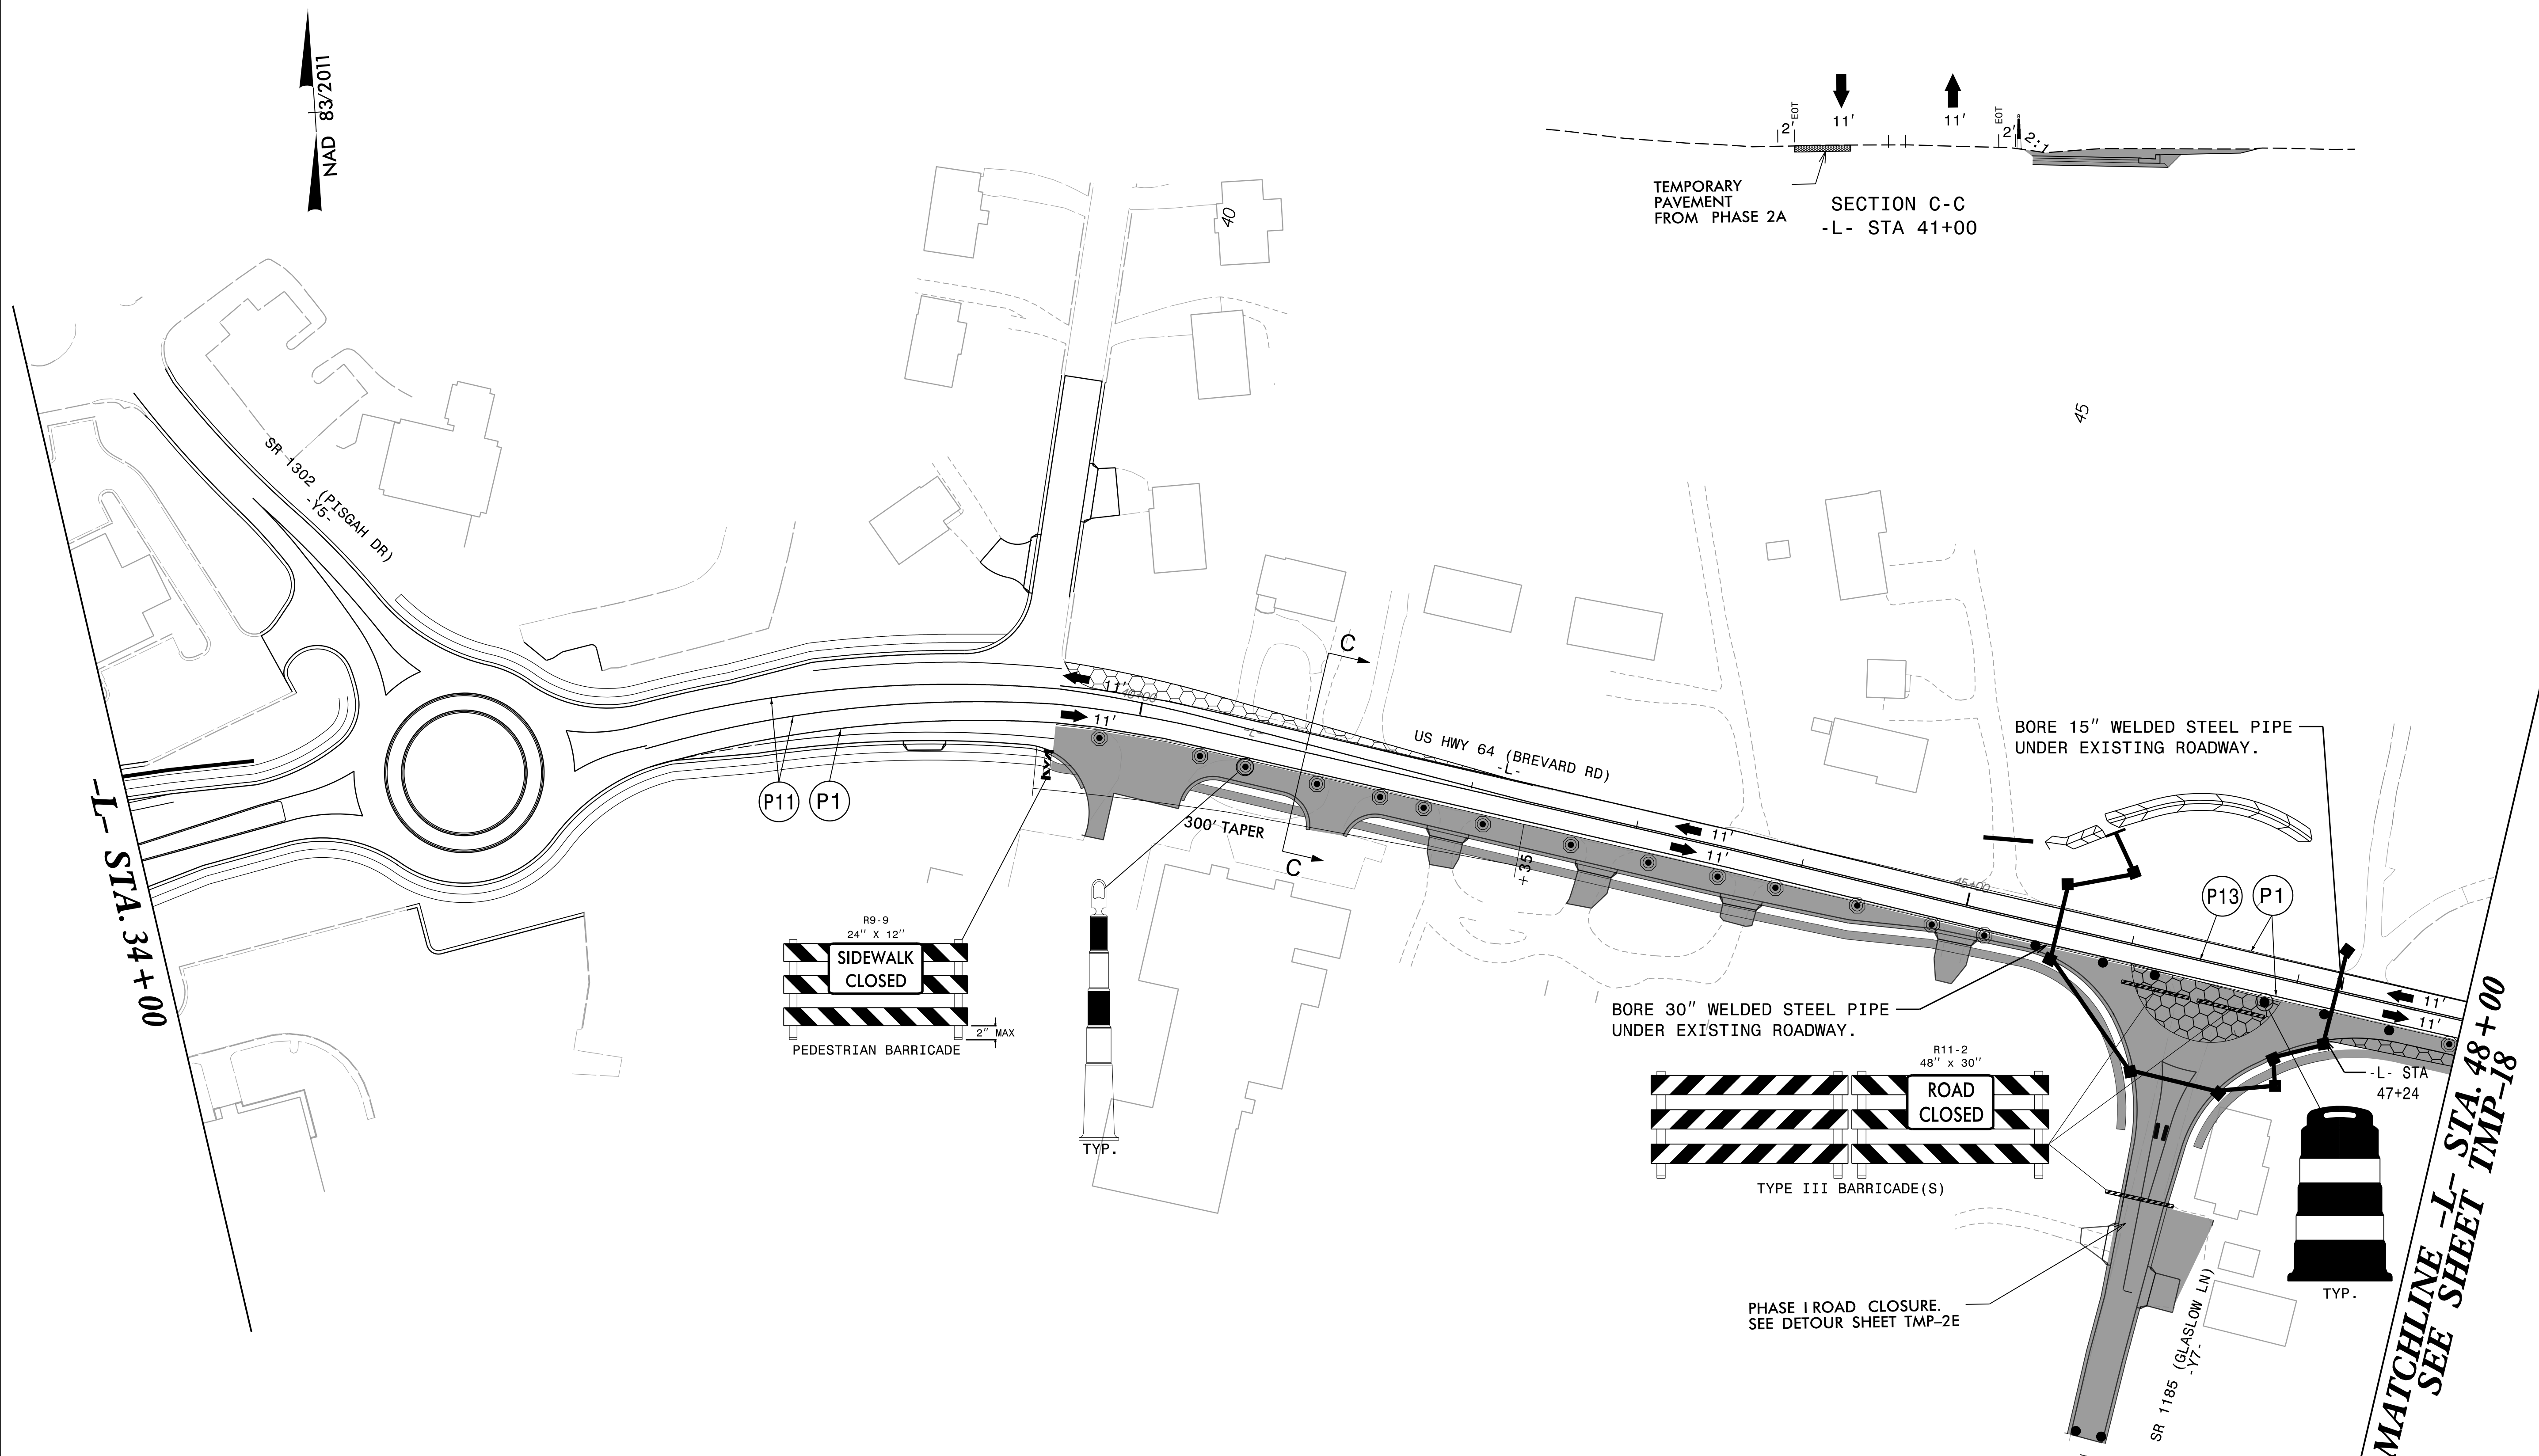 NAD 83/2011
EOT
2'
11'
11'
EOT
2'
2:1
TEMPORARY
PAVEMENT
FROM PHASE 2A
SECTION C-C
-L- STA 41+00
40
45
SR 1302 (PISGAH DR)
-Y5-
C
11'
40+00
11'
-L-
US HWY 64 (BREVARD RD)
-L-
BORE 15" WELDED STEEL PIPE
UNDER EXISTING ROADWAY.
P11
P1
300' TAPER
C
+35
11'
11'
45+00
P13
P1
-L- STA. 34+00
R9-9
24" X 12"
SIDEWALK
CLOSED
2" MAX
PEDESTRIAN BARRICADE
TYP.
BORE 30" WELDED STEEL PIPE
UNDER EXISTING ROADWAY.
11'
11'
R11-2
48" x 30"
ROAD
CLOSED
TYPE III BARRICADE(S)
-L- STA
47+24
TYP.
PHASE I ROAD CLOSURE.
SEE DETOUR SHEET TMP-2E
SR 1185 (GLASLOW LN)
-Y7-
MATCHLINE -L- STA. 48+00
SEE SHEET TMP-18